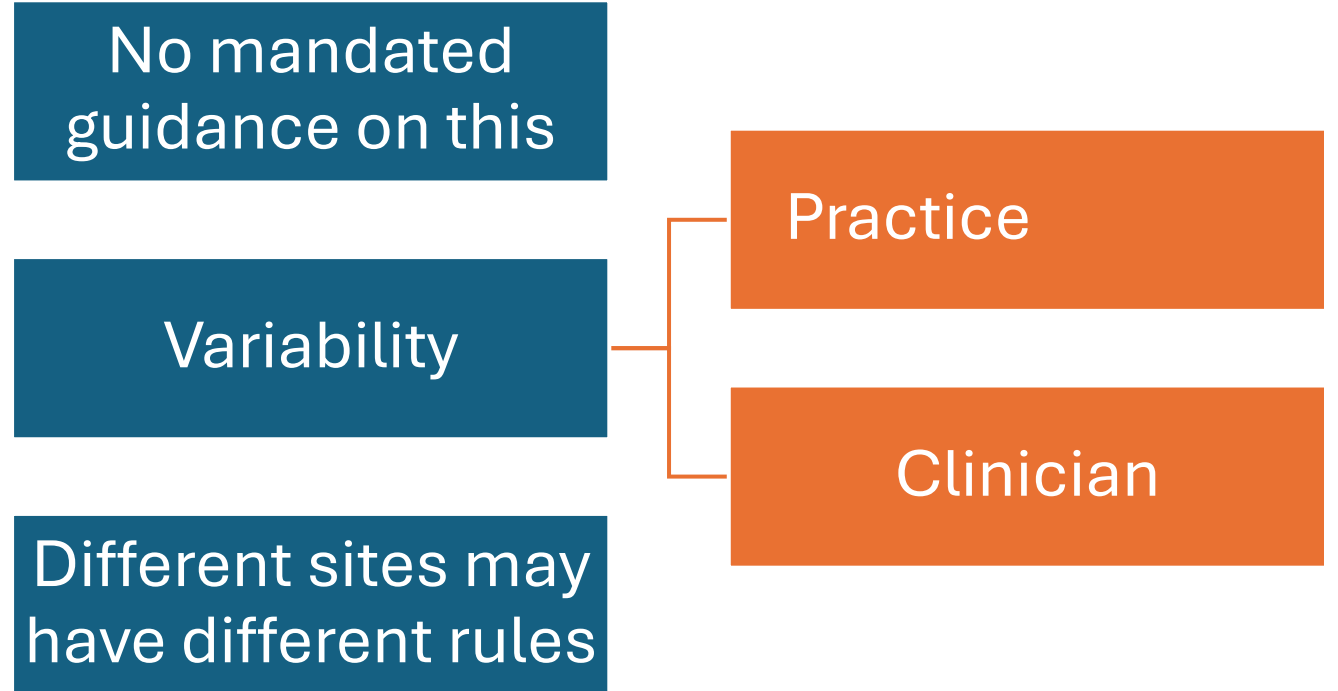 No mandated
guidance on this
Variability
Practice
Clinician
Different sites may
have different rules